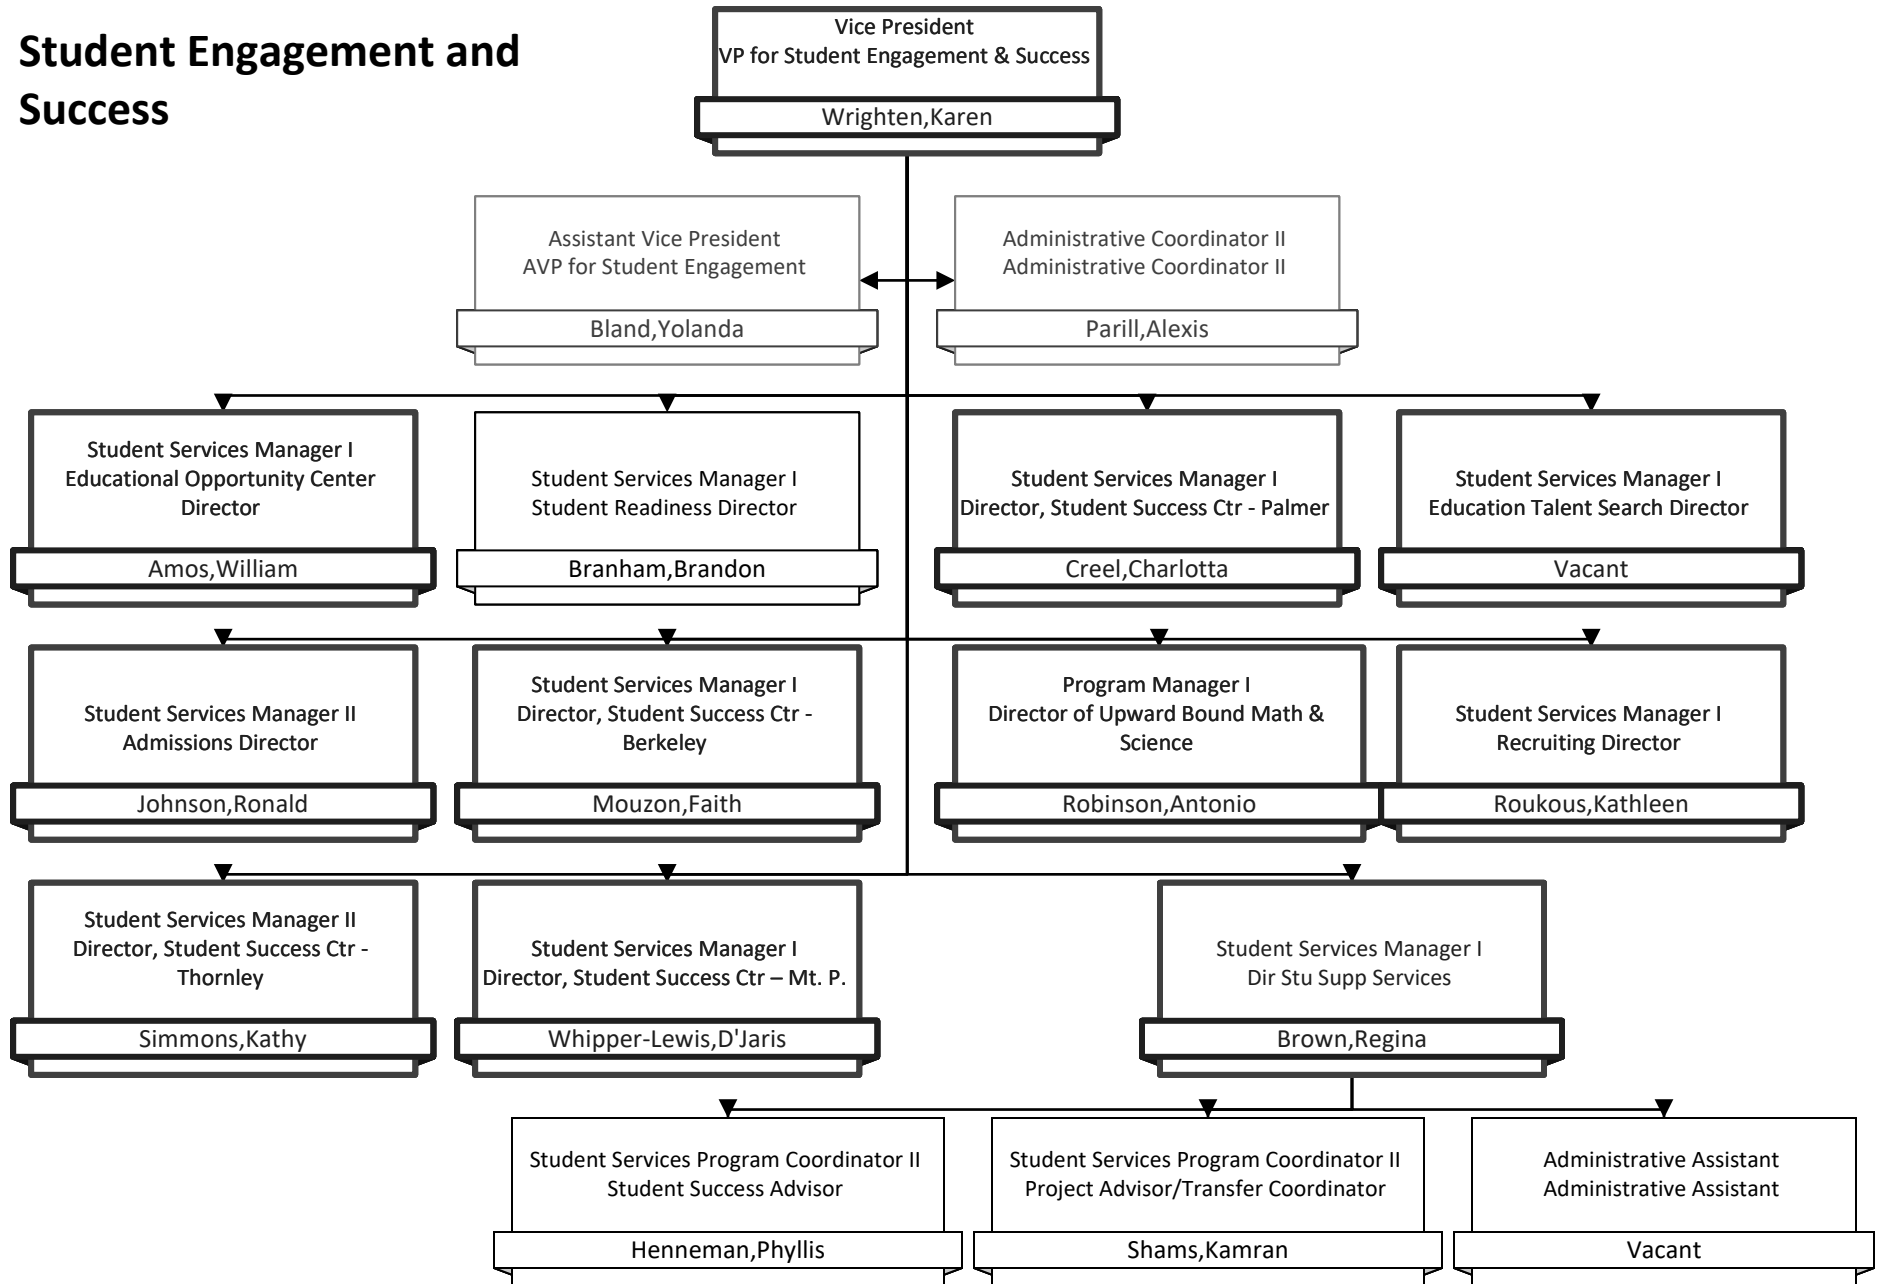 Student Engagement and
Success
Vice President
VP for Student Engagement & Success
Wrighten,Karen
Assistant Vice President
AVP for Student Engagement
Bland,Yolanda
Administrative Coordinator II
Administrative Coordinator II
Parill,Alexis
Student Services Manager I
Educational Opportunity Center
Director
Amos,William
Student Services Manager I
Student Readiness Director
Branham,Brandon
Student Services Manager I
Director, Student Success Ctr - Palmer
Creel,Charlotta
Student Services Manager I
Education Talent Search Director
Vacant
Student Services Manager II
Admissions Director
Johnson,Ronald
Student Services Manager I
Director, Student Success Ctr -
Berkeley
Mouzon,Faith
Program Manager I
Director of Upward Bound Math &
Science
Robinson,Antonio
Student Services Manager I
Recruiting Director
Roukous,Kathleen
Student Services Manager II
Director, Student Success Ctr -
Thornley
Simmons,Kathy
Student Services Manager I
Director, Student Success Ctr – Mt. P.
Whipper-Lewis,D'Jaris
Student Services Manager I
Dir Stu Supp Services
Brown,Regina
Student Services Program Coordinator II
Student Success Advisor
Henneman,Phyllis
Student Services Program Coordinator II
Project Advisor/Transfer Coordinator
Shams,Kamran
Administrative Assistant
Administrative Assistant
Vacant